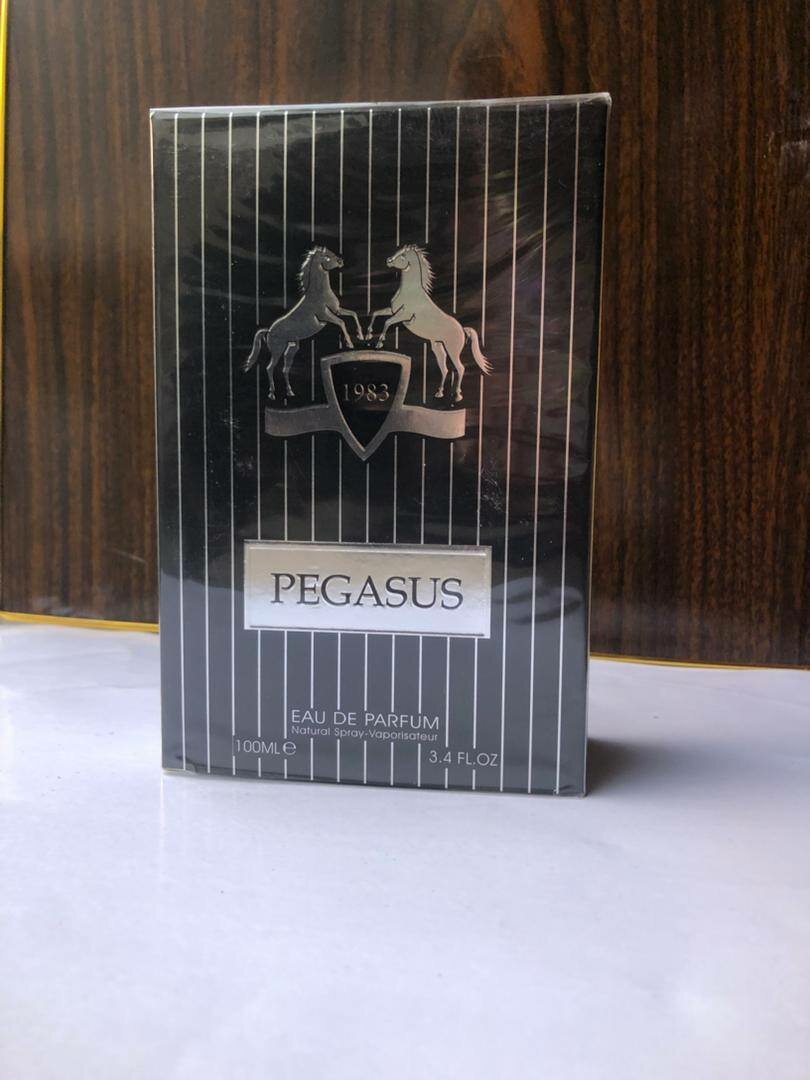 1983
PEGASUS
EAU DE PARFUM
Natural Spray-Vaporisateur
100ML℮
3.4 FL.OZ